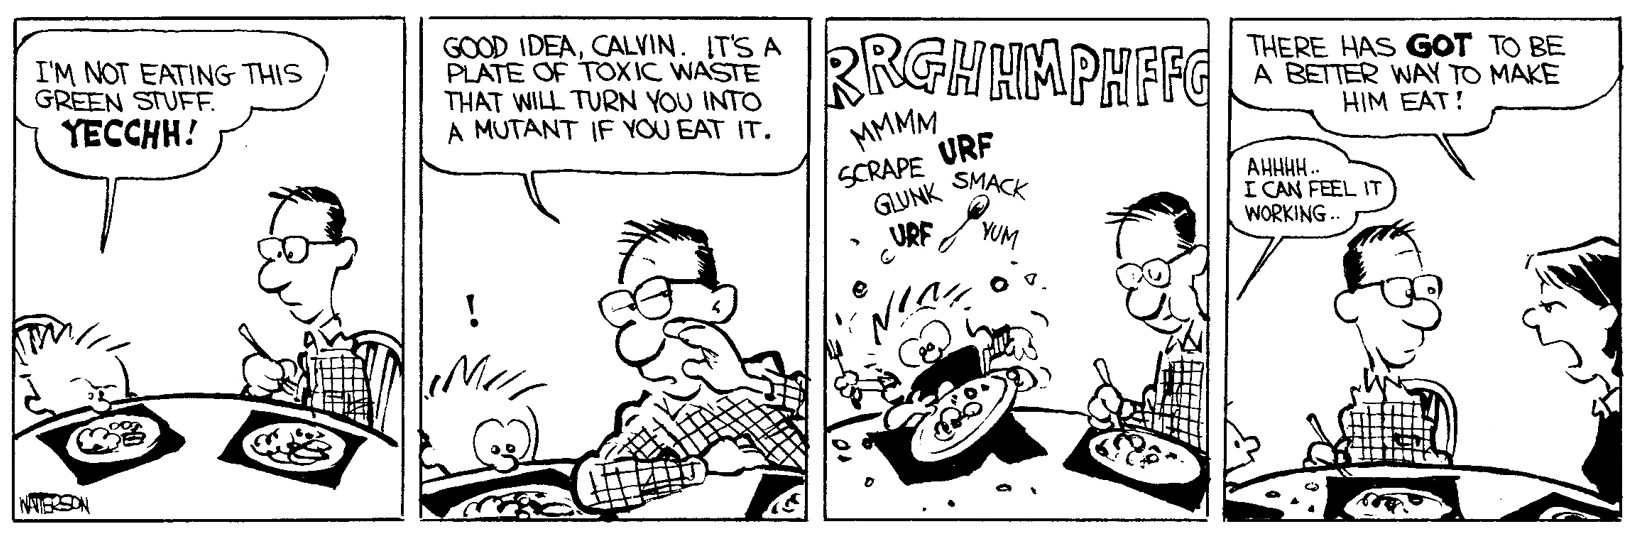 I'M NOT EATING THIS
GREEN STUFF.
YECCHH!
WATTERSON
GOOD IDEA, CALVIN. IT'S A
PLATE OF TOXIC WASTE
THAT WILL TURN YOU INTO
A MUTANT IF YOU EAT IT.
!
RRGHHMPHFFG
MMMM
URF
SCRAPE
SMACK
GLUNK
URF
YUM
THERE HAS GOT TO BE
A BETTER WAY TO MAKE
HIM EAT!
AHHHH..
I CAN FEEL IT
WORKING..